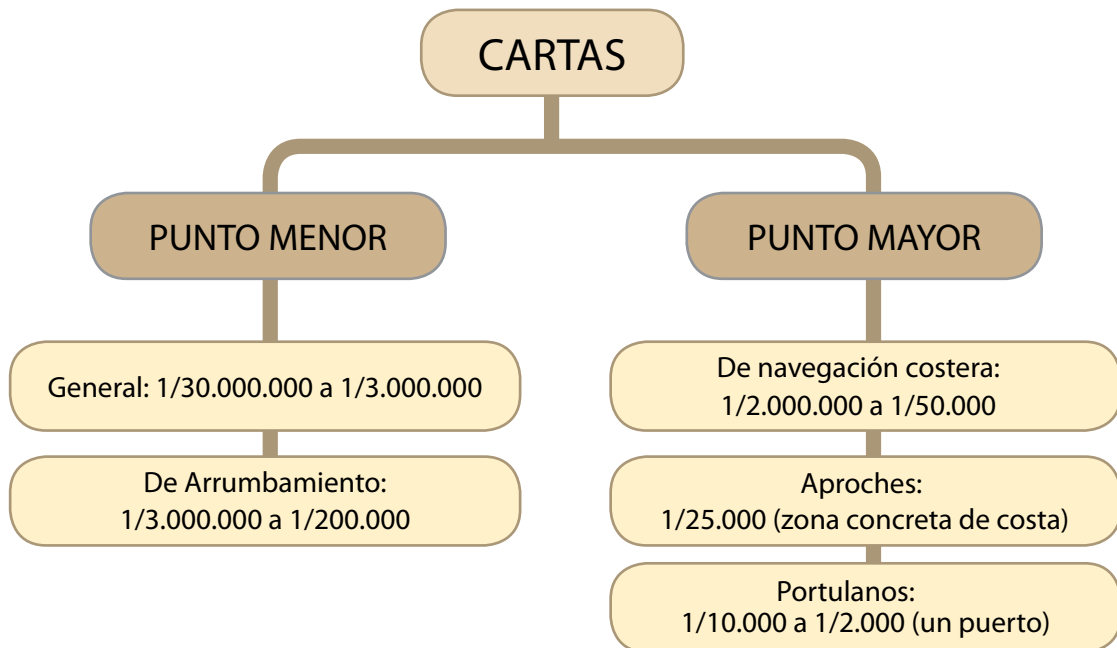 CARTAS
PUNTO MENOR
General: 1/30.000.000 a 1/3.000.000
De Arrumbamiento:
1/3.000.000 a 1/200.000
PUNTO MAYOR
De navegación costera:
1/2.000.000 a 1/50.000
Aproches:
1/25.000 (zona concreta de costa)
Portulanos:
1/10.000 a 1/2.000 (un puerto)